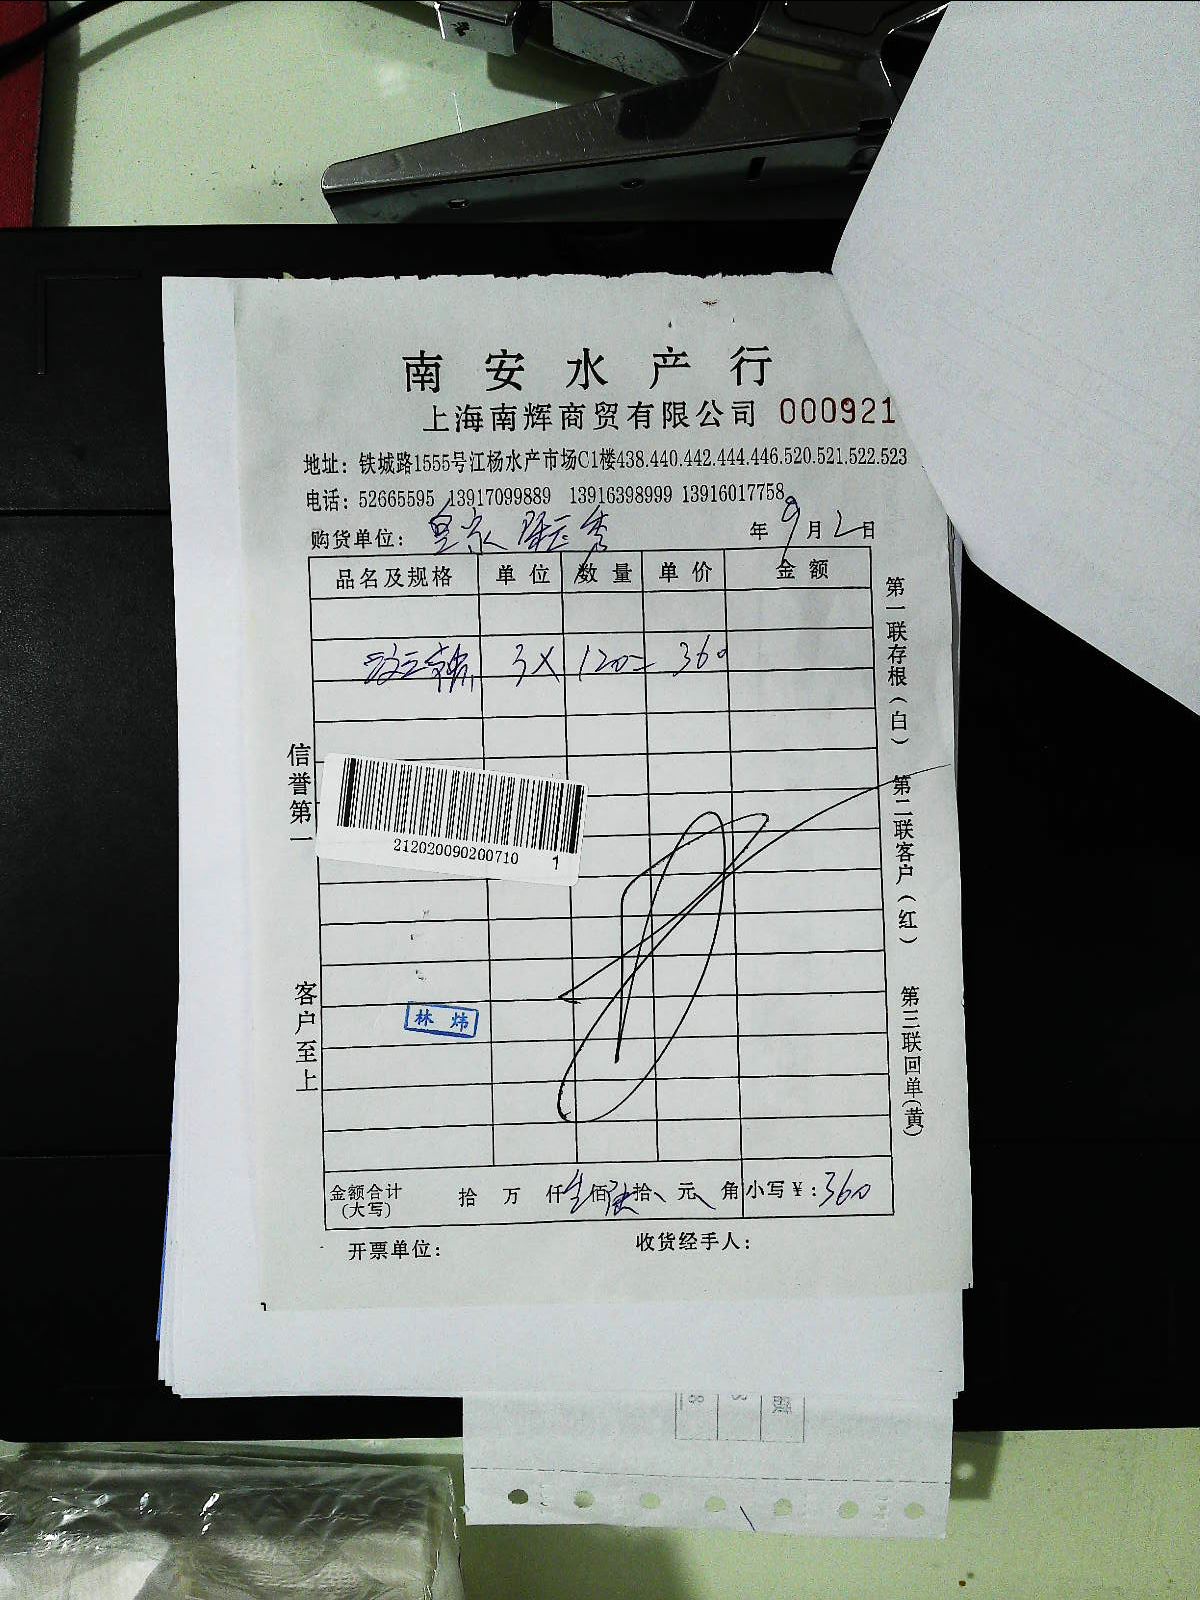 南安水产行
上海南辉商贸有限公司 000921
地址：铁城路1555号江杨水产市场C1楼438.440.442.444.446.520.521.522.523
电话：52665595 13917099889 13916398999 13916017758
购货单位： 年9月2日
品名及规格 单位 数量 单价 金额
3× 120= 360
信誉第一
客户至上
212020090200710 1
林炜
第一联存根（白） 第二联客户（红） 第三联回单（黄）
金额合计（大写） 拾 万 仟 佰 拾 元 角 小写￥：360
开票单位： 收货经手人：